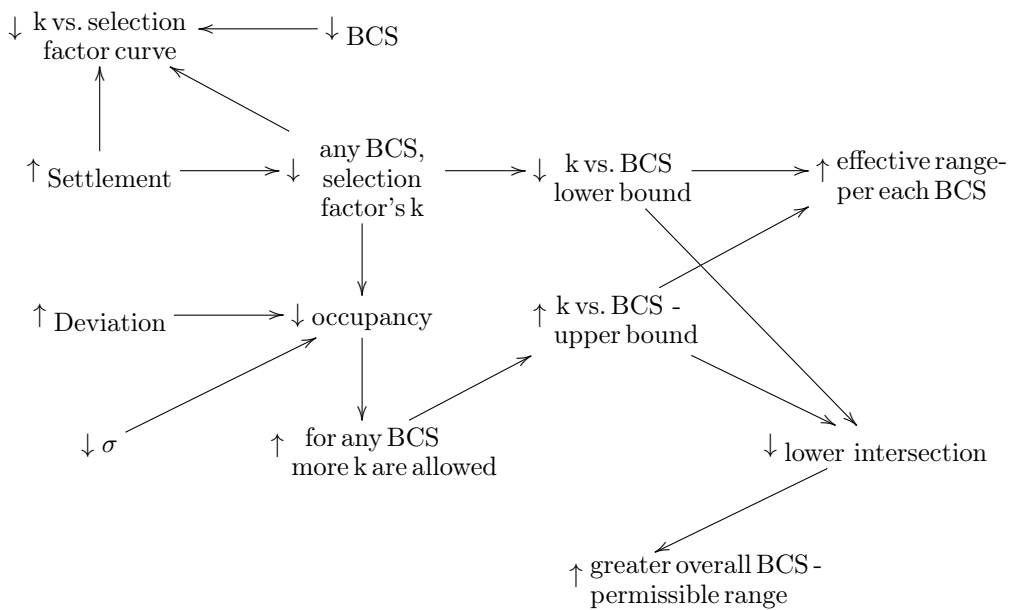 ↓ k vs. selection
factor curve
↓ BCS
↑ Settlement
↓ any BCS,
selection
factor's k
↓ k vs. BCS
lower bound
↑ effective range-
per each BCS
↑ Deviation
↓ occupancy
↑ k vs. BCS -
upper bound
↓ σ
↑ for any BCS
more k are allowed
↓ lower intersection
↑ greater overall BCS -
permissible range